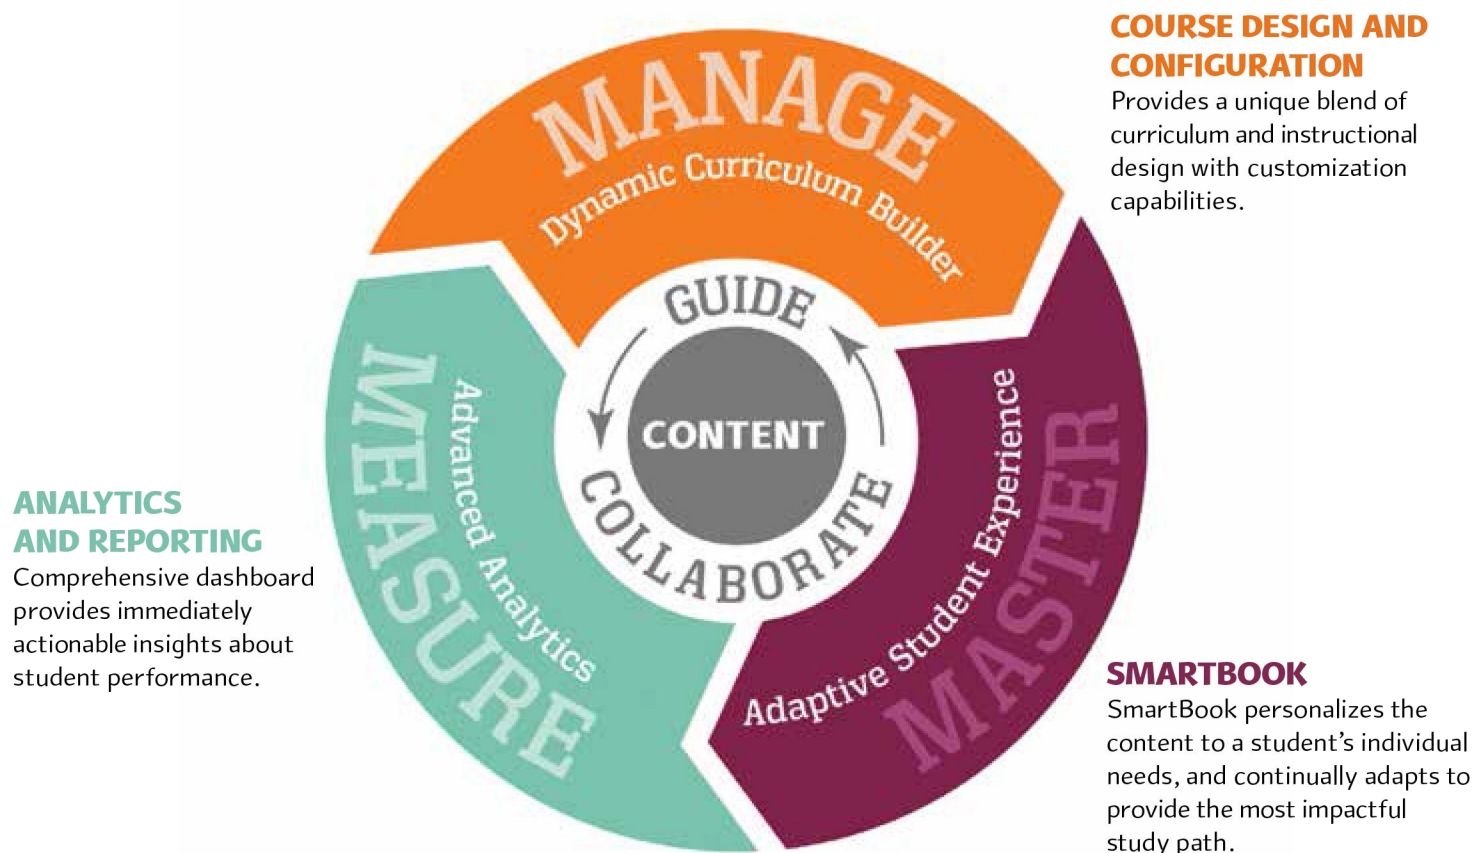 COURSE DESIGN AND
CONFIGURATION
Provides a unique blend of
curriculum and instructional
design with customization
capabilities.
MANAGE
Dynamic Curriculum Builder
GUIDE
CONTENT
COLLABORATE
MEASURE
Advanced Analytics
Adaptive Student Experience
MASTER
ANALYTICS
AND REPORTING
Comprehensive dashboard
provides immediately
actionable insights about
student performance.
SMARTBOOK
SmartBook personalizes the
content to a student’s individual
needs, and continually adapts to
provide the most impactful
study path.